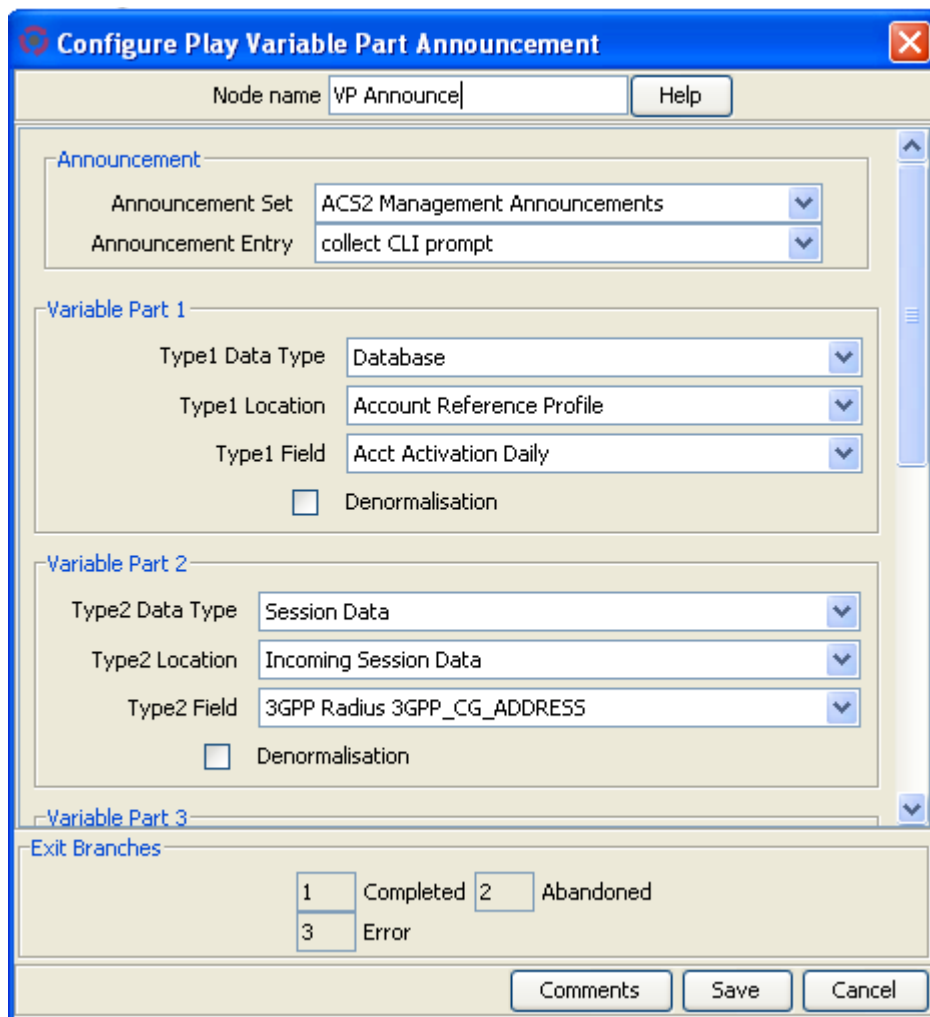 Configure Play Variable Part Announcement
Node name VP Announce Help
Announcement
Announcement Set ACS2 Management Announcements
Announcement Entry collect CLI prompt
Variable Part 1
Type1 Data Type Database
Type1 Location Account Reference Profile
Type1 Field Acct Activation Daily
Denormalisation
Variable Part 2
Type2 Data Type Session Data
Type2 Location Incoming Session Data
Type2 Field 3GPP Radius 3GPP_CG_ADDRESS
Denormalisation
Variable Part 3
Exit Branches
1 Completed 2 Abandoned
3 Error
Comments Save Cancel